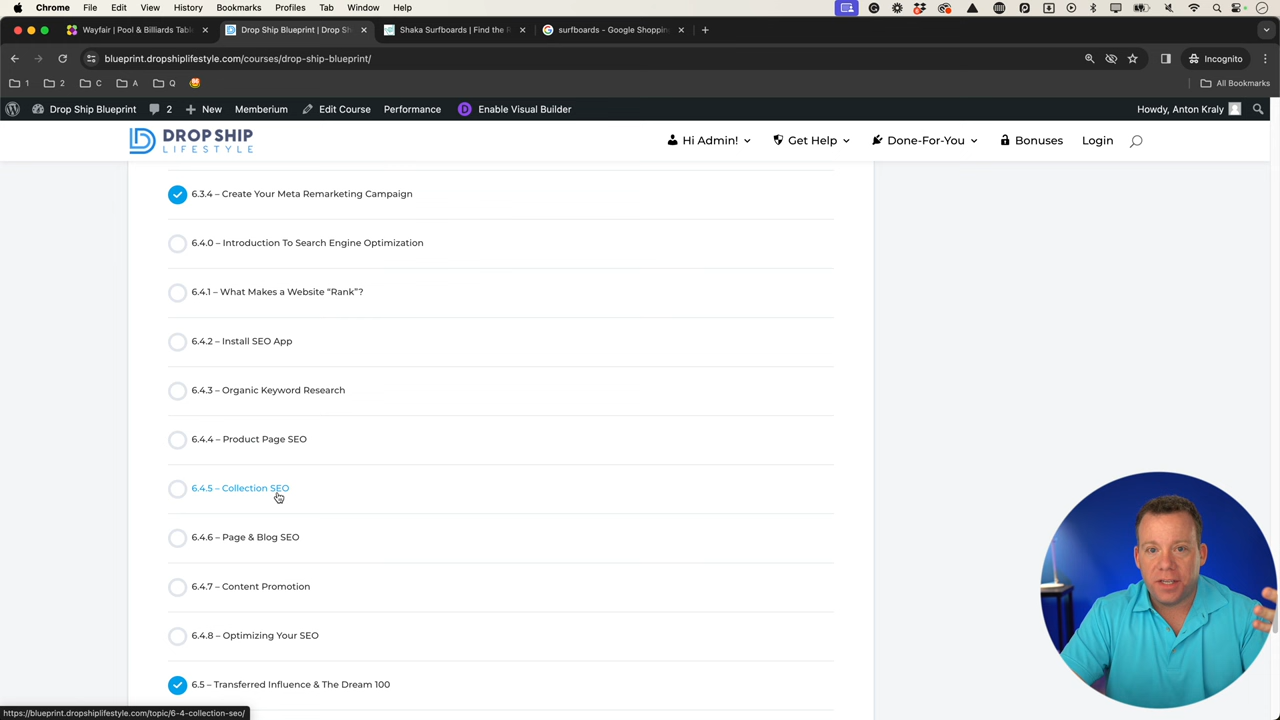 Chrome File Edit View History Bookmarks Profiles Tab Window Help
Wayfair | Pool & Billiards Tabl
Drop Ship Blueprint | Drop Sh
Shaka Surfboards | Find the
surfboards - Google Shopping
blueprint.dropshiplifestyle.com/courses/drop-ship-blueprint/
Incognito
1 2 C A Q
All Bookmarks
Drop Ship Blueprint 2 New Memberium Edit Course Performance D Enable Visual Builder
Howdy, Anton Kraly
DROP SHIP
LIFESTYLE
Hi Admin! Get Help Done-For-You Bonuses Login
6.3.4 – Create Your Meta Remarketing Campaign
6.4.0 – Introduction To Search Engine Optimization
6.4.1 – What Makes a Website “Rank”?
6.4.2 – Install SEO App
6.4.3 – Organic Keyword Research
6.4.4 – Product Page SEO
6.4.5 – Collection SEO
6.4.6 – Page & Blog SEO
6.4.7 – Content Promotion
6.4.8 – Optimizing Your SEO
6.5 – Transferred Influence & The Dream 100
https://blueprint.dropshiplifestyle.com/topic/6-4-collection-seo/